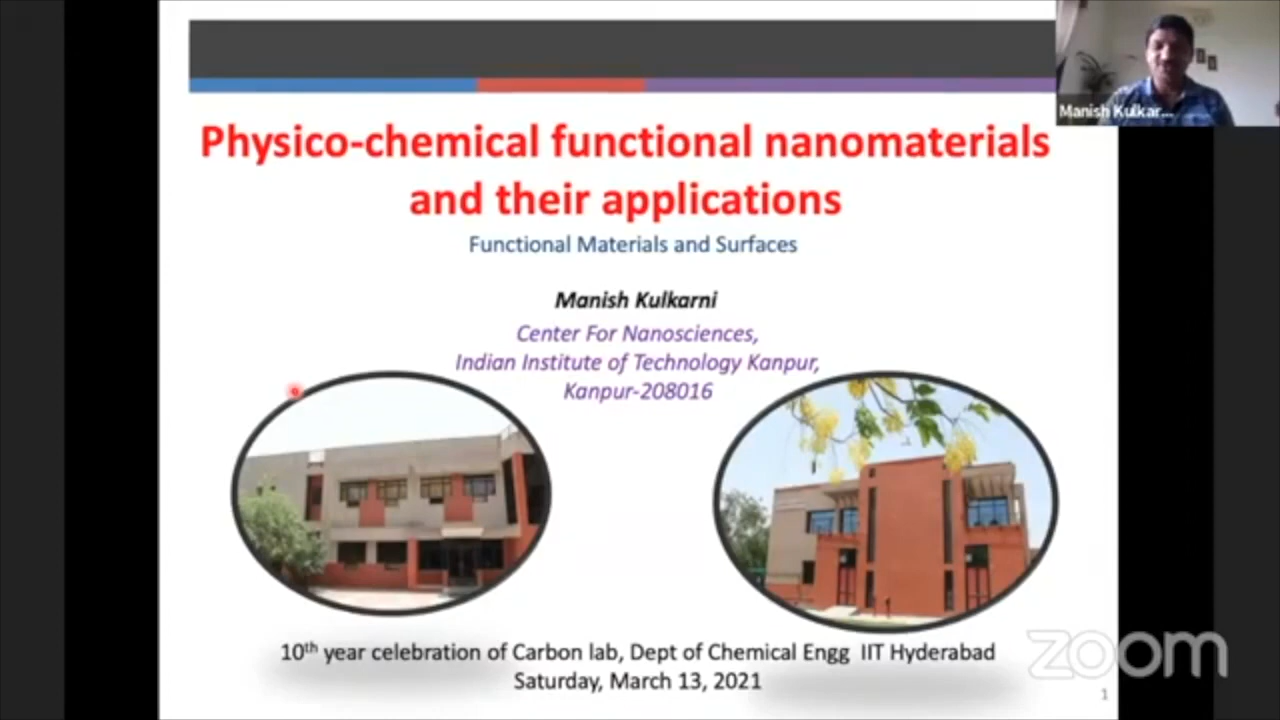 Physico-chemical functional nanomaterials
and their applications
Functional Materials and Surfaces
Manish Kulkarni
Center For Nanosciences,
Indian Institute of Technology Kanpur,
Kanpur-208016
10th year celebration of Carbon lab, Dept of Chemical Engg IIT Hyderabad
Saturday, March 13, 2021
1
Manish Kulkar...
zoom